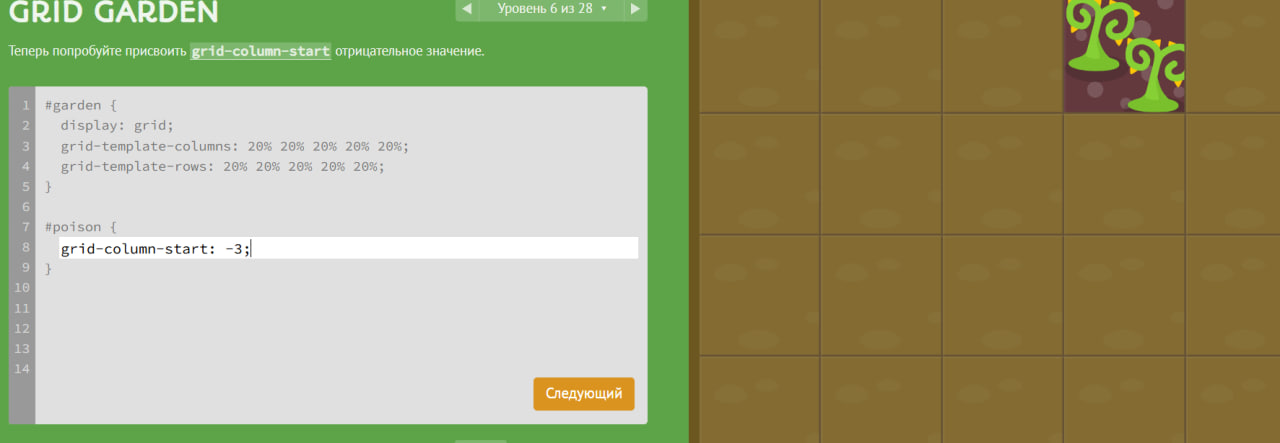 GRID GARDEN
Уровень 6 из 28
Теперь попробуйте присвоить grid-column-start отрицательное значение.
1 #garden {
2 display: grid;
3 grid-template-columns: 20% 20% 20% 20% 20%;
4 grid-template-rows: 20% 20% 20% 20% 20%;
5 }
6
7 #poison {
8 grid-column-start: -3;
9 }
10
11
12
13
14
Следующий